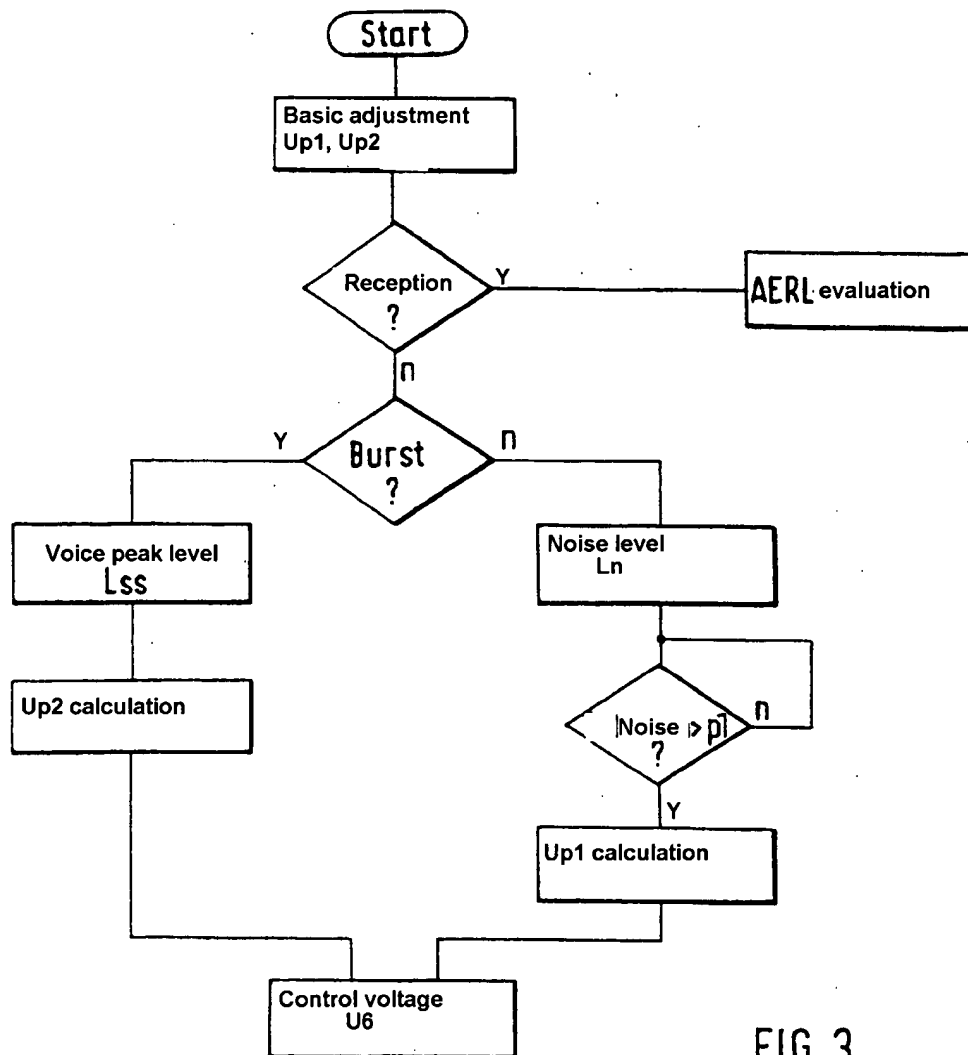 Start
Basic adjustment
Up1, Up2
Reception
?
Y
AERL evaluation
n
Y
Burst
?
n
Voice peak level
Lss
Noise level
Ln
Up2 calculation
Noise > p1
?
n
Y
Up1 calculation
Control voltage
U6
FIG. 3